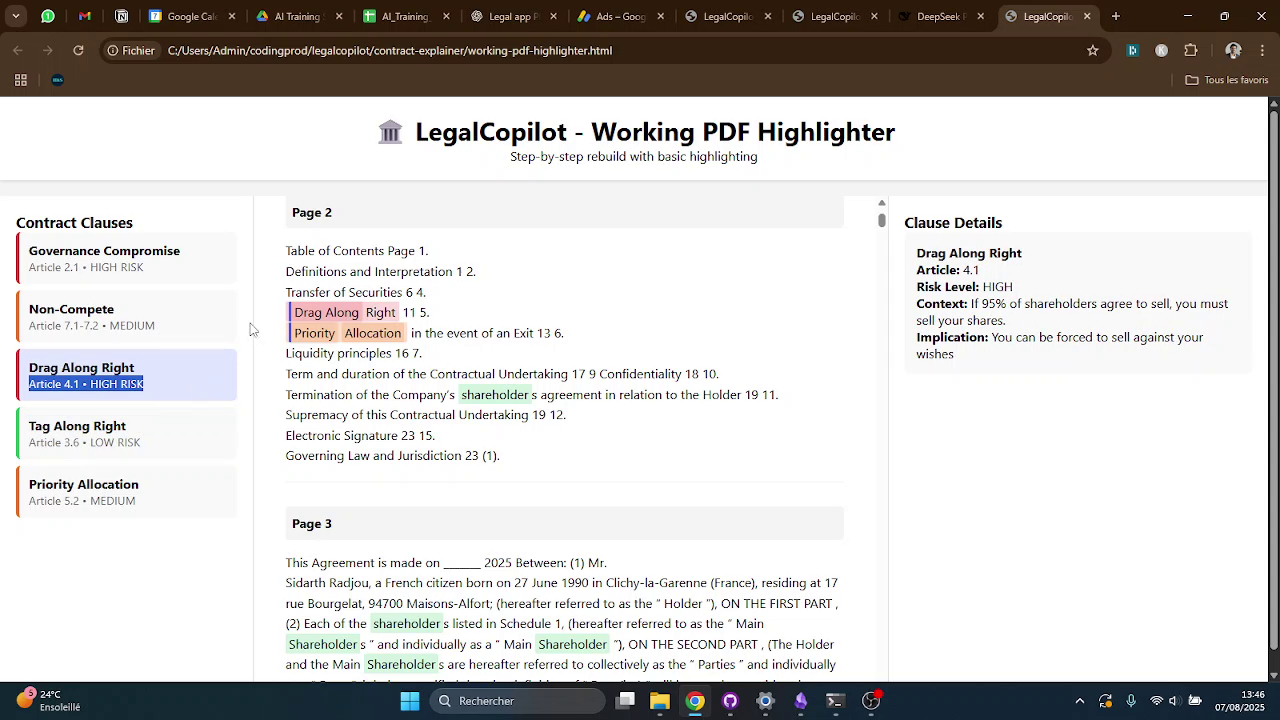 Google Cal
AI Training S
AI_Training_
Legal app P
Ads – Goog
LegalCopilo
LegalCopilo
DeepSeek
LegalCopilo
Fichier
C:/Users/Admin/codingprod/legalcopilot/contract-explainer/working-pdf-highlighter.html
Tous les favoris
LegalCopilot - Working PDF Highlighter
Step-by-step rebuild with basic highlighting
Contract Clauses
Governance Compromise
Article 2.1 • HIGH RISK
Non-Compete
Article 7.1-7.2 • MEDIUM
Drag Along Right
Article 4.1 • HIGH RISK
Tag Along Right
Article 3.6 • LOW RISK
Priority Allocation
Article 5.2 • MEDIUM
Page 2
Table of Contents Page 1.
Definitions and Interpretation 1 2.
Transfer of Securities 6 4.
Drag Along Right 11 5.
Priority Allocation in the event of an Exit 13 6.
Liquidity principles 16 7.
Term and duration of the Contractual Undertaking 17 9 Confidentiality 18 10.
Termination of the Company's shareholders agreement in relation to the Holder 19 11.
Supremacy of this Contractual Undertaking 19 12.
Electronic Signature 23 15.
Governing Law and Jurisdiction 23 (1).
Page 3
This Agreement is made on ______ 2025 Between: (1) Mr.
Sidarth Radjou, a French citizen born on 27 June 1990 in Clichy-la-Garenne (France), residing at 17
rue Bourgelat, 94700 Maisons-Alfort; (hereafter referred to as the “ Holder ”), ON THE FIRST PART ,
(2) Each of the shareholders listed in Schedule 1, (hereafter referred to as the “ Main
Shareholders ” and individually as a “ Main Shareholder ”), ON THE SECOND PART , (The Holder
and the Main Shareholders are hereafter referred to collectively as the “ Parties ” and individually
Clause Details
Drag Along Right
Article: 4.1
Risk Level: HIGH
Context: If 95% of shareholders agree to sell, you must
sell your shares.
Implication: You can be forced to sell against your
wishes
5
24°C
Ensoleillé
Rechercher
13:46
07/08/2025